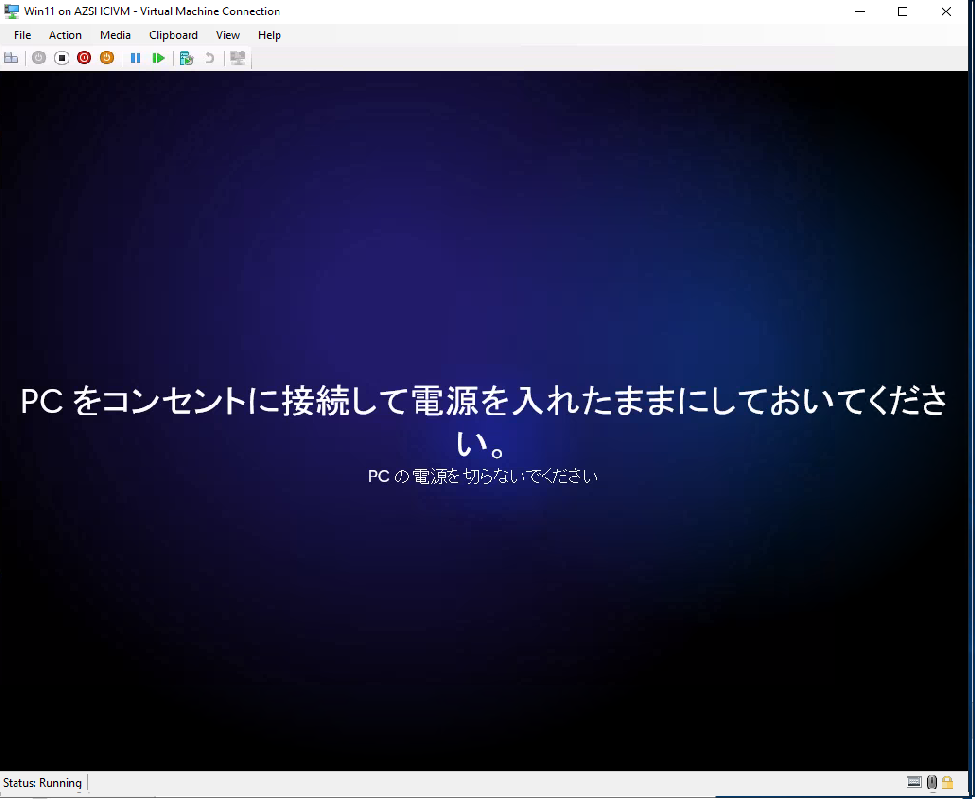 Win11 on AZSHCIVM - Virtual Machine Connection
File Action Media Clipboard View Help
PC をコンセントに接続して電源を入れたままにしておいてくださ
い。
PC の電源を切らないでください
Status: Running